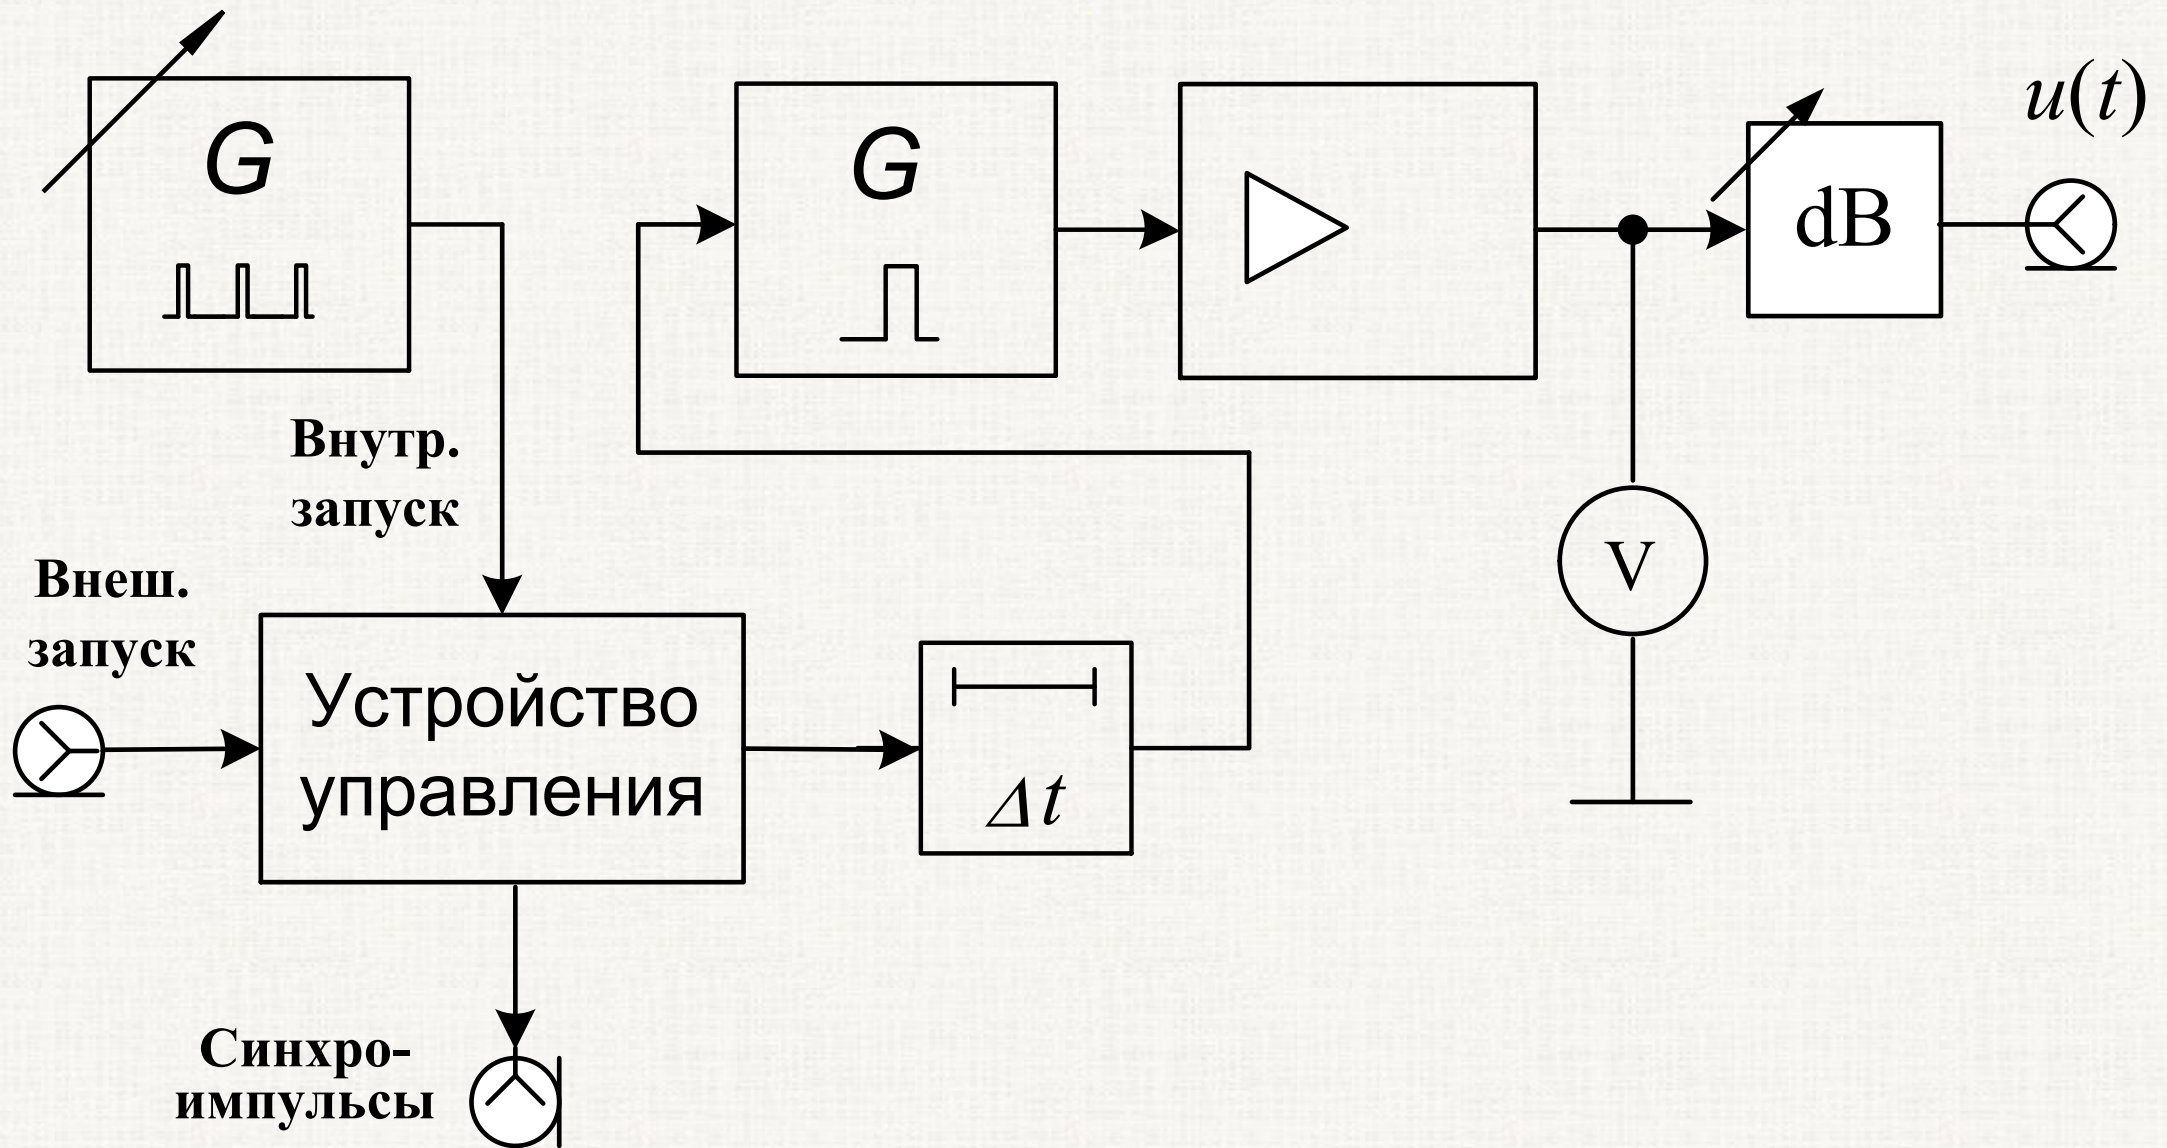 G
G
dB
u(t)
Внутр.
запуск
Внеш.
запуск
V
Устройство
управления
Δt
Синхро-
импульсы